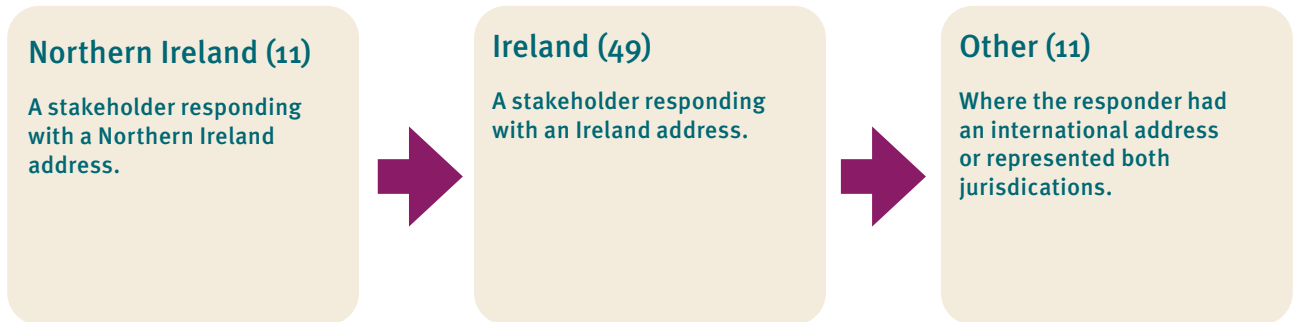 Northern Ireland (11)
A stakeholder responding
with a Northern Ireland
address.
Ireland (49)
A stakeholder responding
with an Ireland address.
Other (11)
Where the responder had
an international address
or represented both
jurisdications.